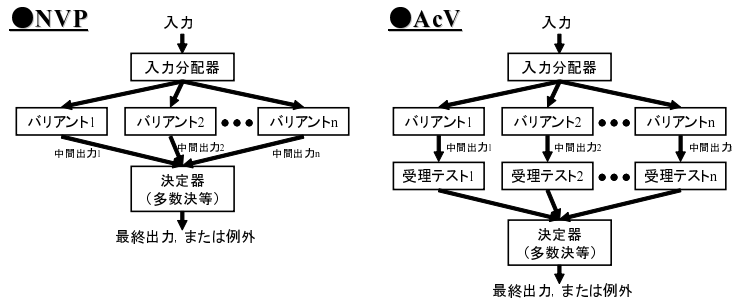 ●NVP
入力
入力分配器
バリアント1
バリアント2
●●●
バリアントn
中間出力1
中間出力2
中間出力n
決定器
(多数決等)
最終出力, または例外
●AcV
入力
入力分配器
バリアント1
バリアント2
●●●
バリアントn
中間出力1
中間出力2
中間出力
受理テスト1
受理テスト2
●●●
受理テストn
決定器
(多数決等)
最終出力, または例外